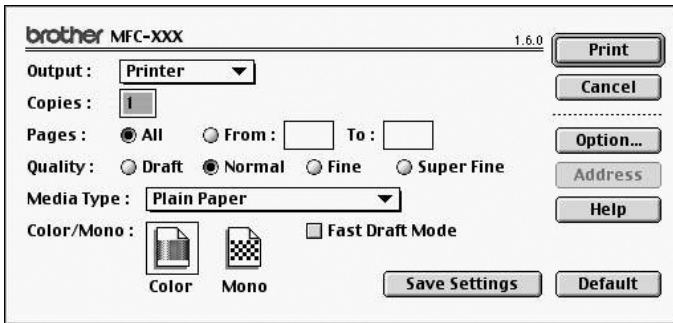 brother MFC-XXX 1.6.0
Print
Output : Printer
Cancel
Copies : 1
Pages : All From : To :
Option...
Quality : Draft Normal Fine Super Fine
Address
Media Type : Plain Paper
Help
Color/Mono : Fast Draft Mode
Color Mono
Save Settings Default